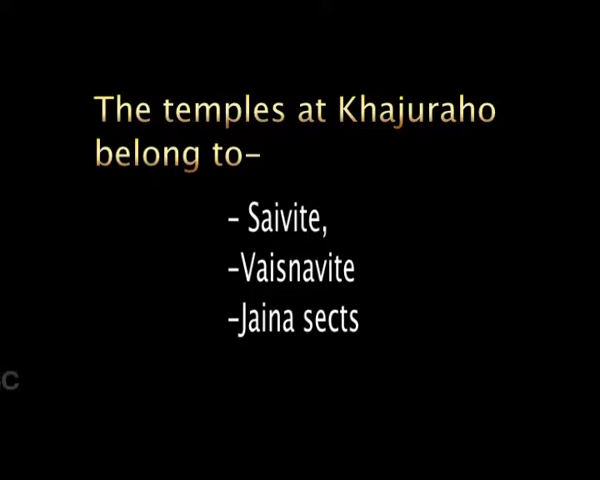 The temples at Khajuraho
belong to–
– Saivite,
–Vaisnavite
–Jaina sects